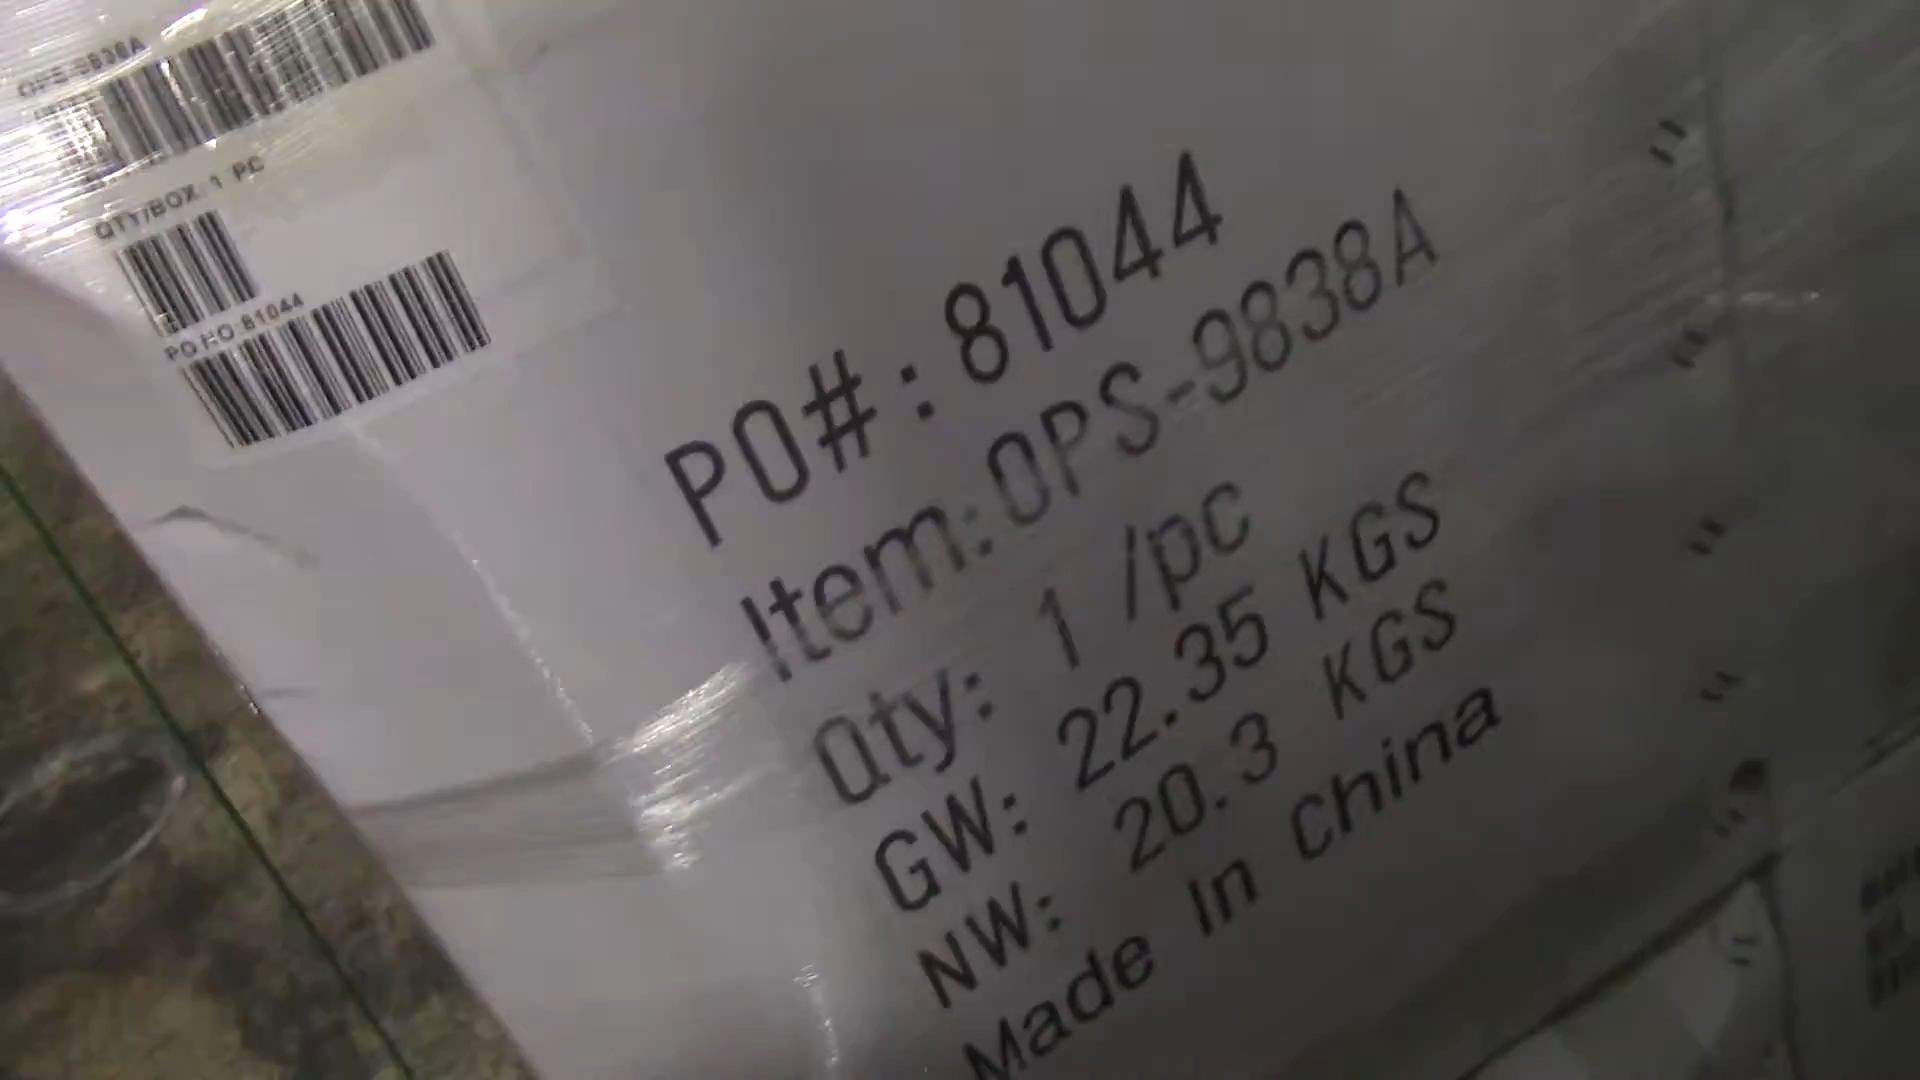 OPS-9838A
QTY/BOX: 1 PC
PO NO:81044
PO#: 81044
Item: OPS-9838A
Qty: 1 /pc
GW: 22.35 KGS
NW: 20.3 KGS
Made In China